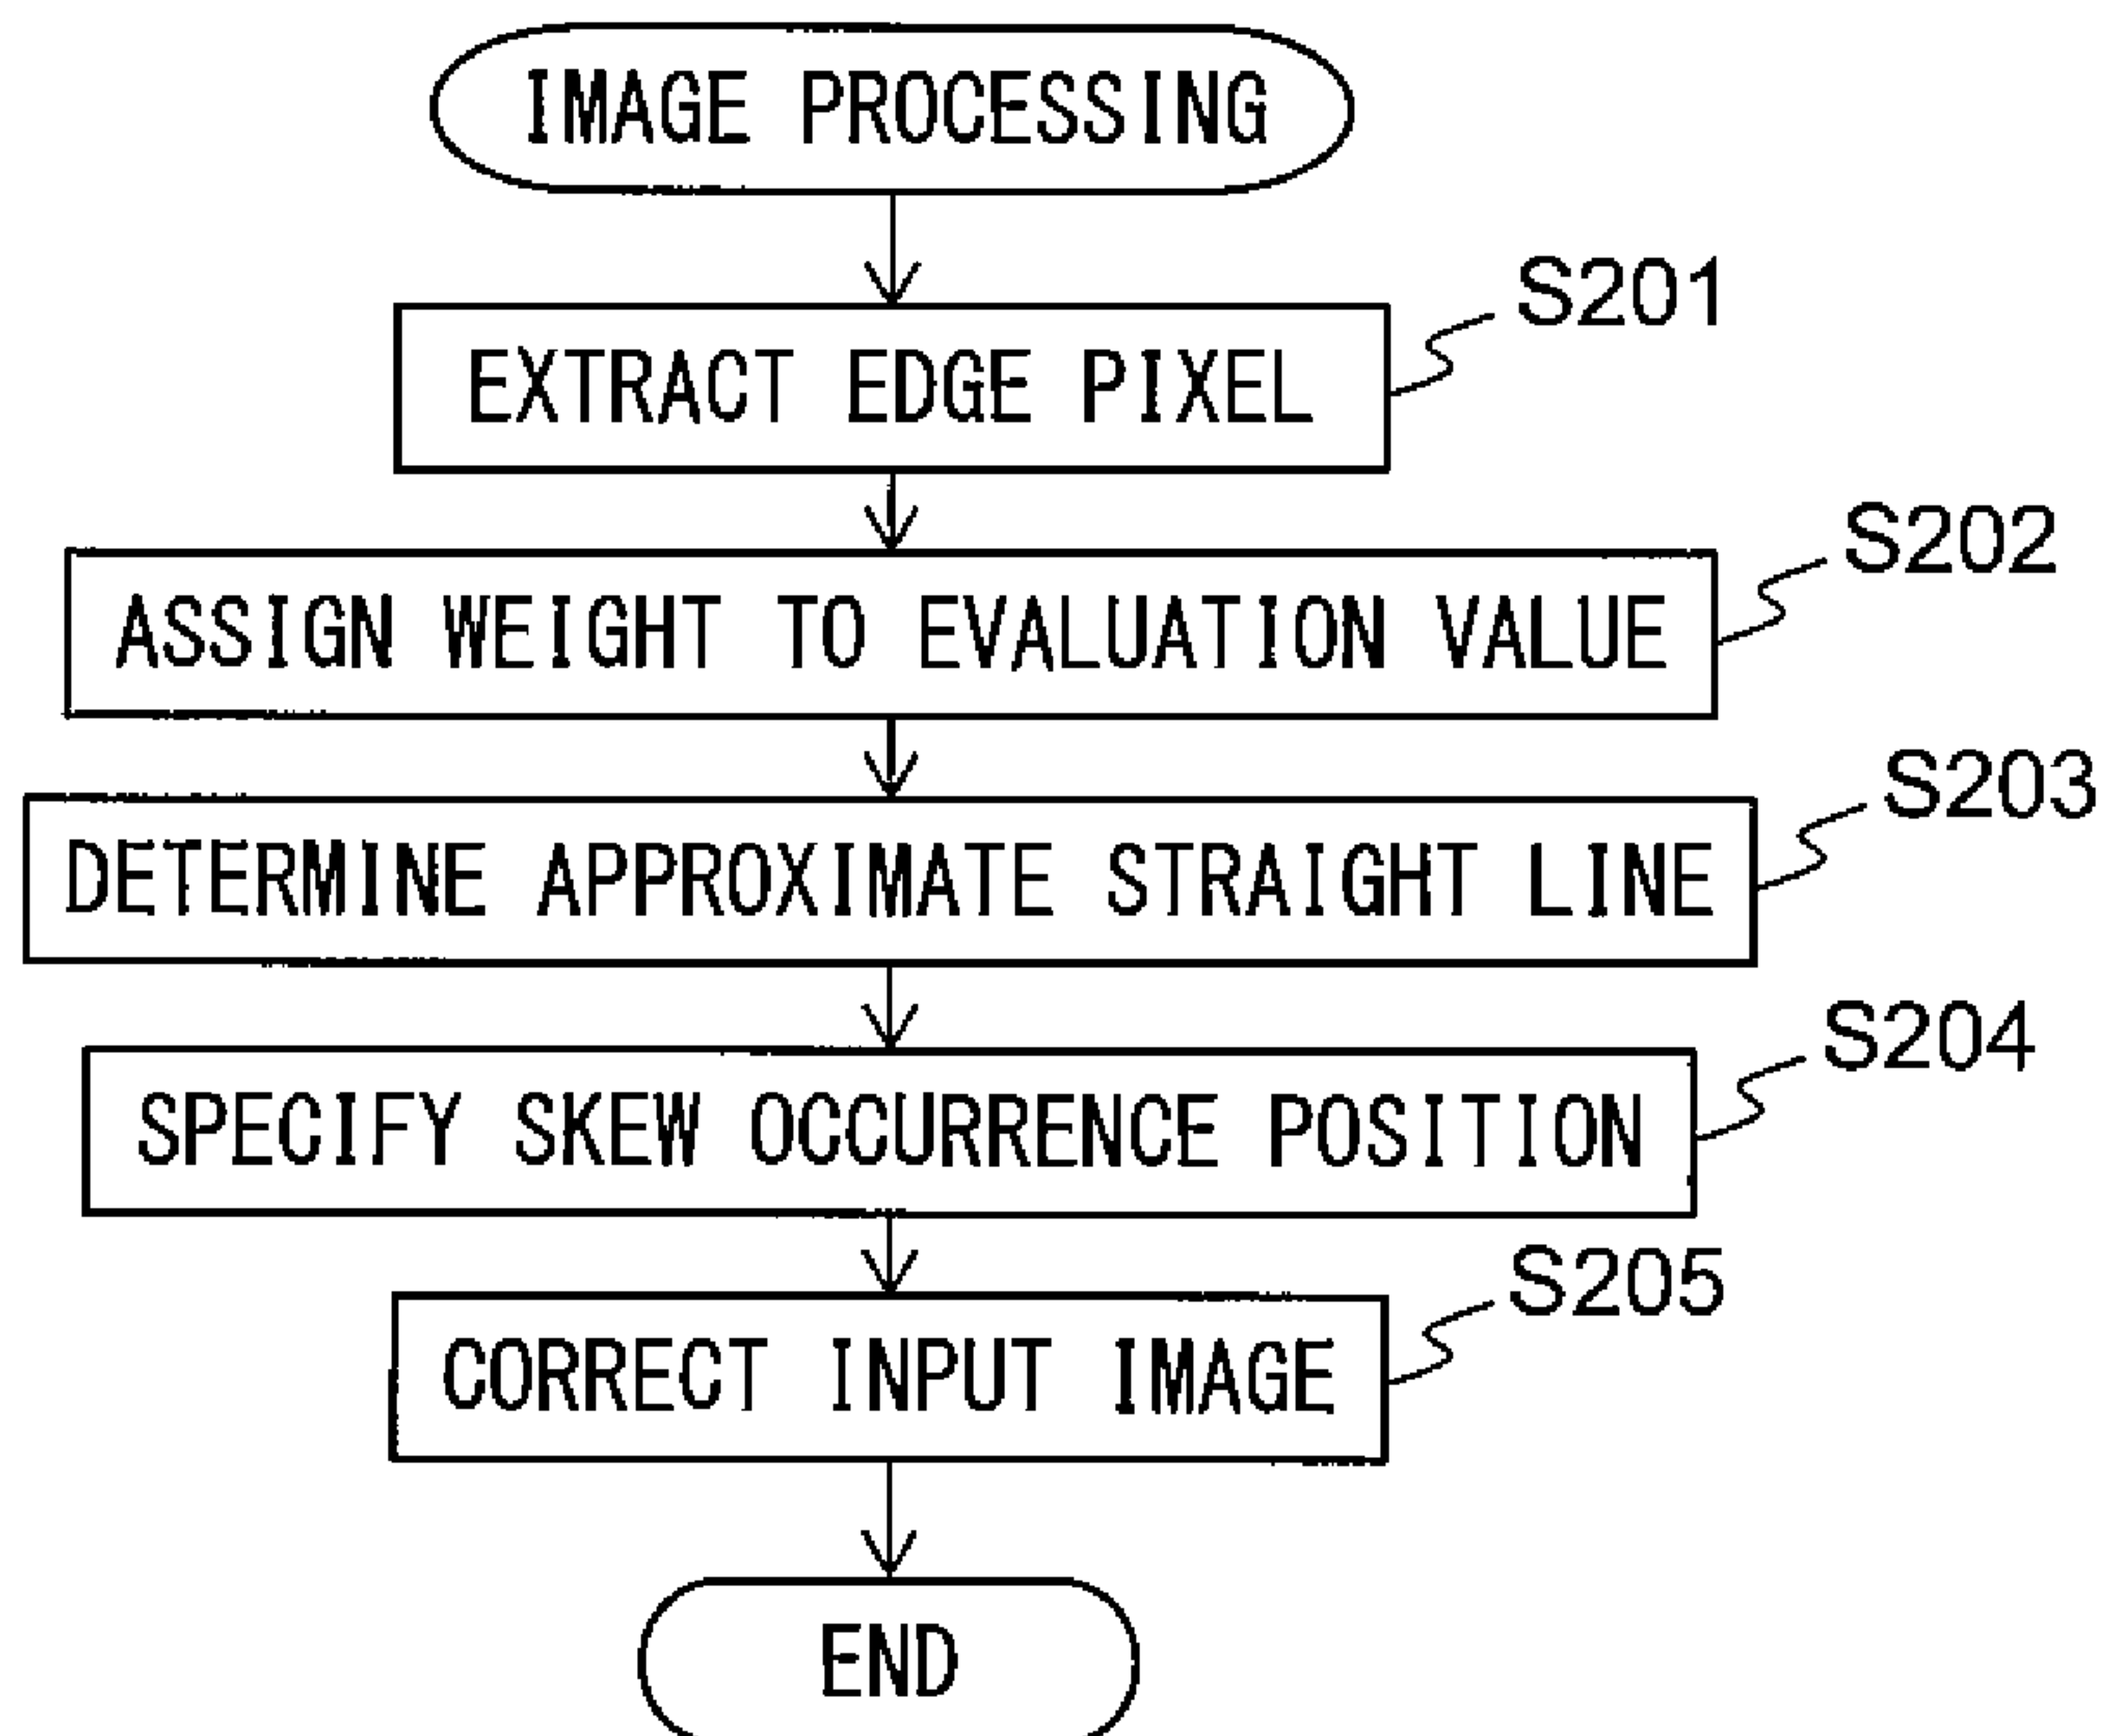 IMAGE PROCESSING
S201
EXTRACT EDGE PIXEL
S202
ASSIGN WEIGHT TO EVALUATION VALUE
S203
DETERMINE APPROXIMATE STRAIGHT LINE
S204
SPECIFY SKEW OCCURRENCE POSITION
S205
CORRECT INPUT IMAGE
END